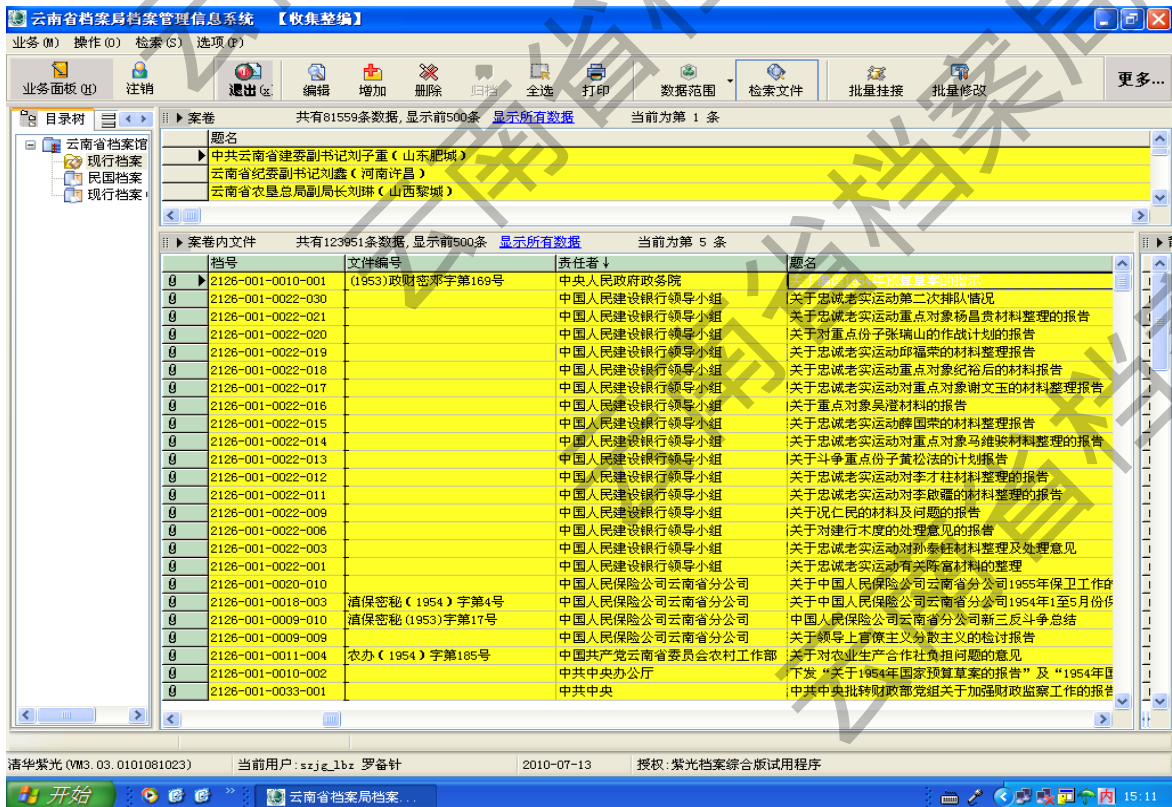 云南省档案局档案管理信息系统 【收集整编】
业务(M) 操作(O) 检索(S) 选项(P)
业务面板(H) 注销 退出(X) 编辑 增加 删除 归档 全选 打印 数据范围 检索文件 批量挂接 批量修改 更多...
目录树
云南省档案馆
现行档案
民国档案
现行档案
案卷 共有81559条数据,显示前500条 显示所有数据 当前为第 1 条
题名
中共云南省建委副书记刘子重(山东肥城)
云南省纪委副书记刘鑫(河南许昌)
云南省农垦总局副局长刘琳(山西黎城)
案卷内文件 共有123951条数据,显示前500条 显示所有数据 当前为第 5 条
档号 文件编号 责任者↓ 题名
2126-001-0010-001 (1953)政财密邓字第169号 中央人民政府政务院
2126-001-0022-030 中国人民建设银行领导小组 关于忠诚老实运动第二次排队情况
2126-001-0022-021 中国人民建设银行领导小组 关于忠诚老实运动重点对象杨昌贵材料整理的报告
2126-001-0022-020 中国人民建设银行领导小组 关于对重点份子张瑞山的作战计划的报告
2126-001-0022-019 中国人民建设银行领导小组 关于忠诚老实运动邱福荣的材料整理报告
2126-001-0022-018 中国人民建设银行领导小组 关于忠诚老实运动重点对象纪裕后的材料报告
2126-001-0022-017 中国人民建设银行领导小组 关于忠诚老实运动对重点对象谢文玉的材料整理报告
2126-001-0022-016 中国人民建设银行领导小组 关于重点对象吴澄材料的报告
2126-001-0022-015 中国人民建设银行领导小组 关于忠诚老实运动薛国荣的材料整理报告
2126-001-0022-014 中国人民建设银行领导小组 关于忠诚老实运动对重点对象马维骏材料整理的报告
2126-001-0022-013 中国人民建设银行领导小组 关于斗争重点份子黄松法的计划报告
2126-001-0022-012 中国人民建设银行领导小组 关于忠诚老实运动对李才柱材料整理的报告
2126-001-0022-011 中国人民建设银行领导小组 关于忠诚老实运动对李啟疆的材料整理的报告
2126-001-0022-009 中国人民建设银行领导小组 关于况仁民的材料及问题的报告
2126-001-0022-006 中国人民建设银行领导小组 关于对建行木度的处理意见的报告
2126-001-0022-003 中国人民建设银行领导小组 关于忠诚老实运动对孙泰钰材料整理及处理意见
2126-001-0022-001 中国人民建设银行领导小组 关于忠诚老实运动有关陈富材料的整理
2126-001-0020-010 中国人民保险公司云南省分公司 关于中国人民保险公司云南省分公司1955年保卫工作的
2126-001-0018-003 滇保密秘(1954)字第4号 中国人民保险公司云南省分公司 关于中国人民保险公司云南省分公司1954年1至5月份保
2126-001-0009-010 滇保密秘(1953)字第17号 中国人民保险公司云南省分公司 中国人民保险公司云南省分公司新三反斗争总结
2126-001-0009-009 中国人民保险公司云南省分公司 关于领导上官僚主义分散主义的检讨报告
2126-001-0011-004 农办(1954)字第185号 中国共产党云南省委员会农村工作部 关于对农业生产合作社负担问题的意见
2126-001-0010-002 中共中央办公厅 下发“关于1954年国家预算草案的报告”及“1954年国
2126-001-0033-001 中共中央 中共中央批转财政部党组关于加强财政监察工作的报告
清华紫光(VM3.03.0101081023) 当前用户:szjg_lbz 罗备针 2010-07-13 授权:紫光档案综合版试用程序
开始 云南省档案局档案... 内 15:11
云南省档案局
云南省档案局